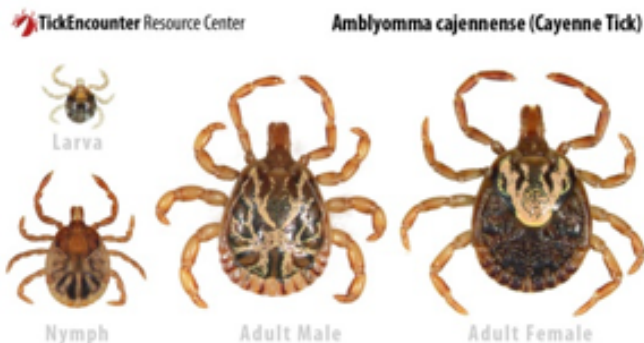 TickEncounter Resource Center
Amblyomma cajennense (Cayenne Tick)
Larva
Nymph
Adult Male
Adult Female